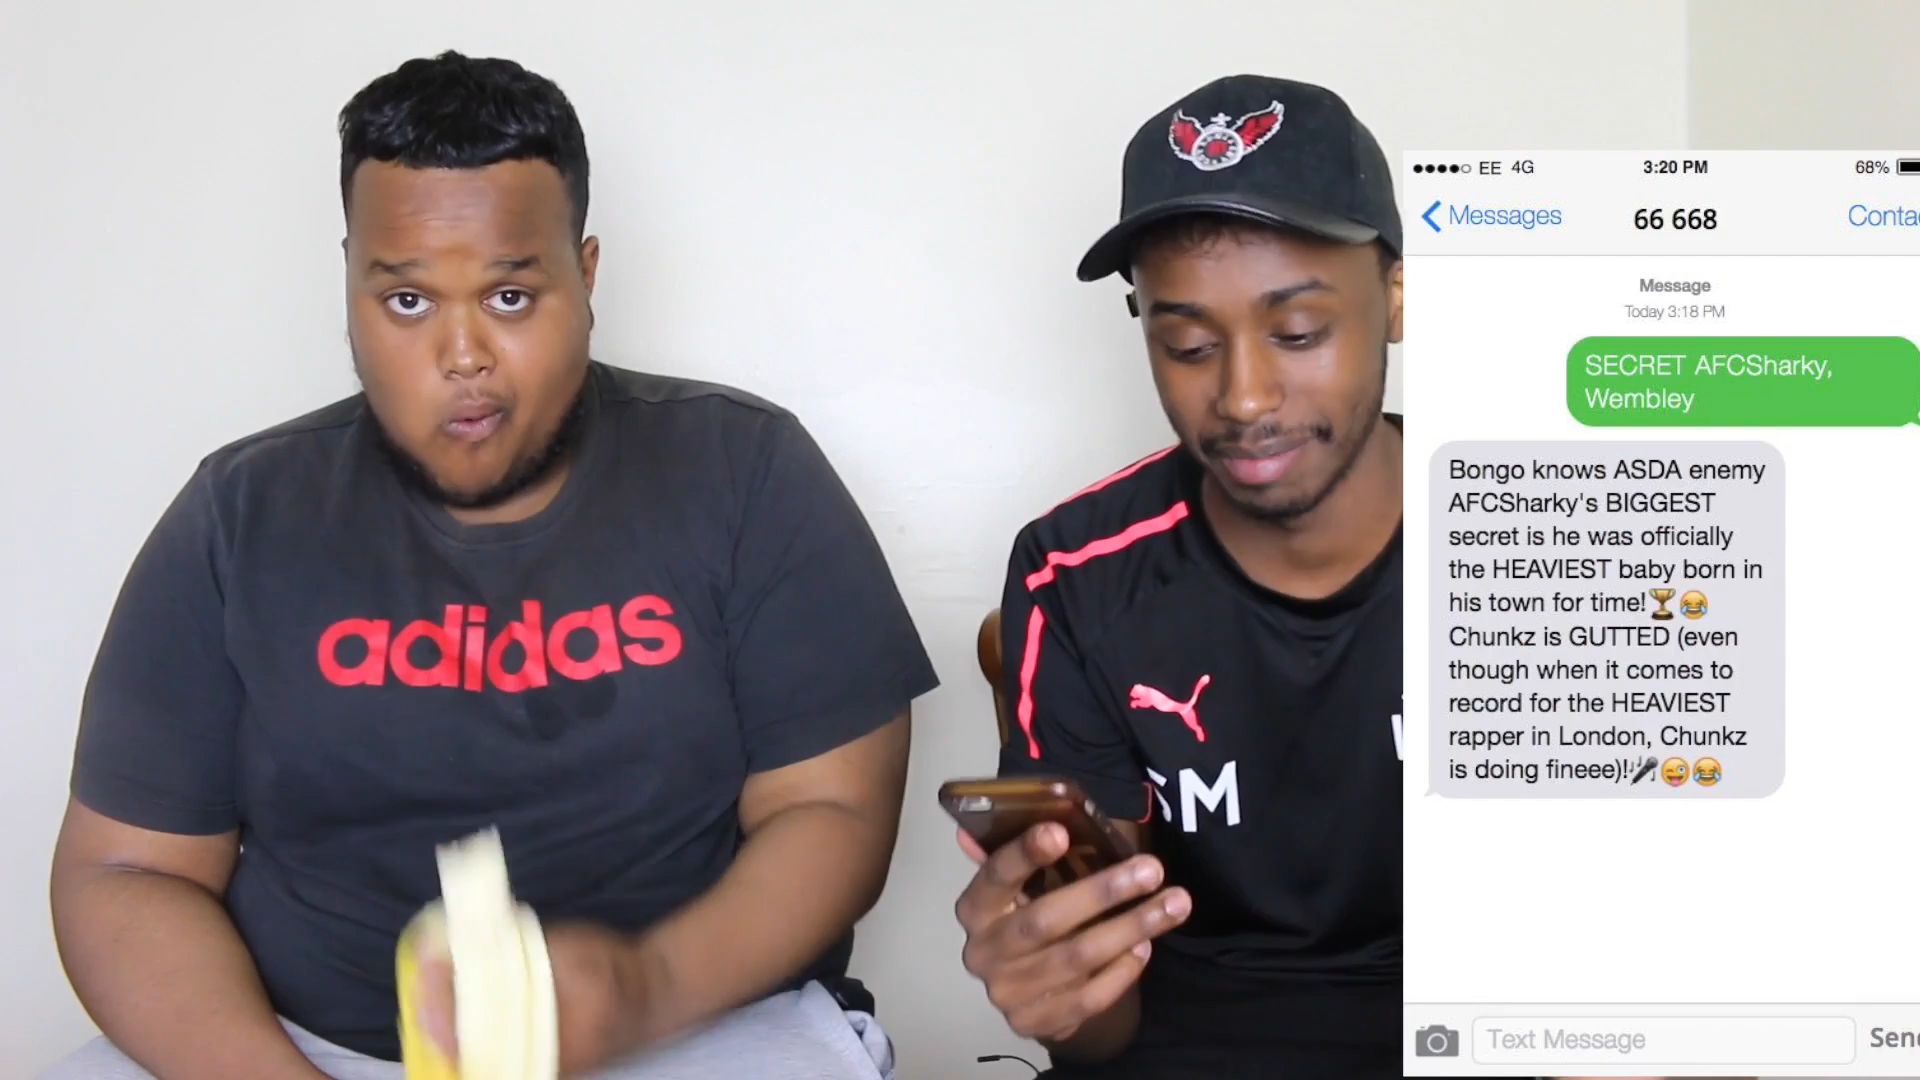 adidas
SM
EE 4G 3:20 PM 68%
Messages 66 668
Message
Today 3:18 PM
SECRET AFCSharky,
Wembley
Bongo knows ASDA enemy
AFCSharky's BIGGEST
secret is he was officially
the HEAVIEST baby born in
his town for time!🏆😂
Chunkz is GUTTED (even
though when it comes to
record for the HEAVIEST
rapper in London, Chunkz
is doing fineee)!🎤😜😂
Text Message